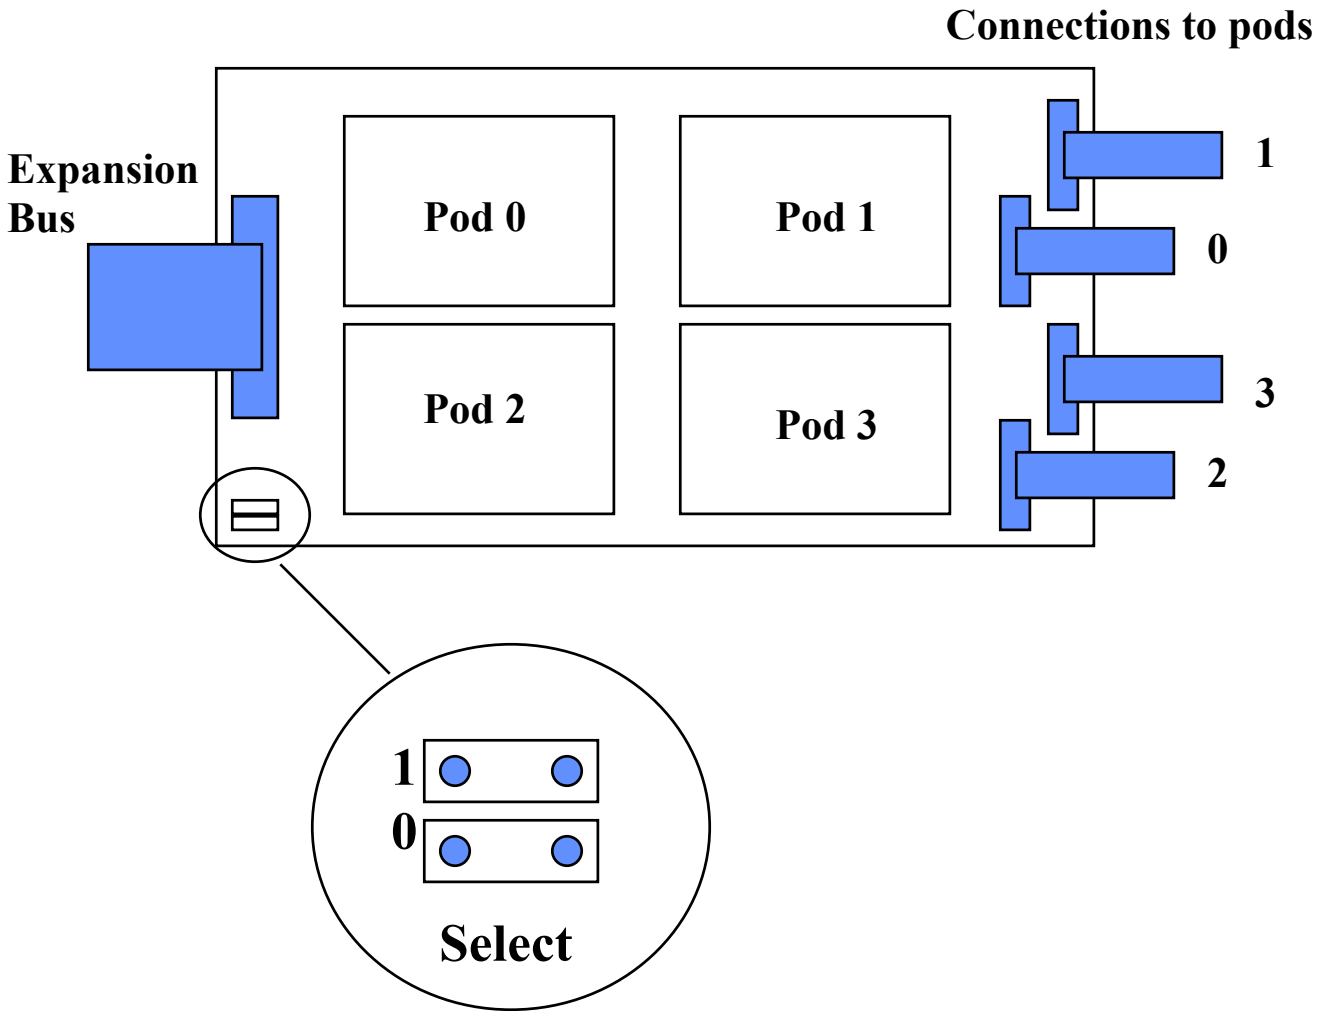 Connections to pods
Expansion
Bus
Pod 0
Pod 1
1
0
Pod 2
Pod 3
3
2
1
0
Select